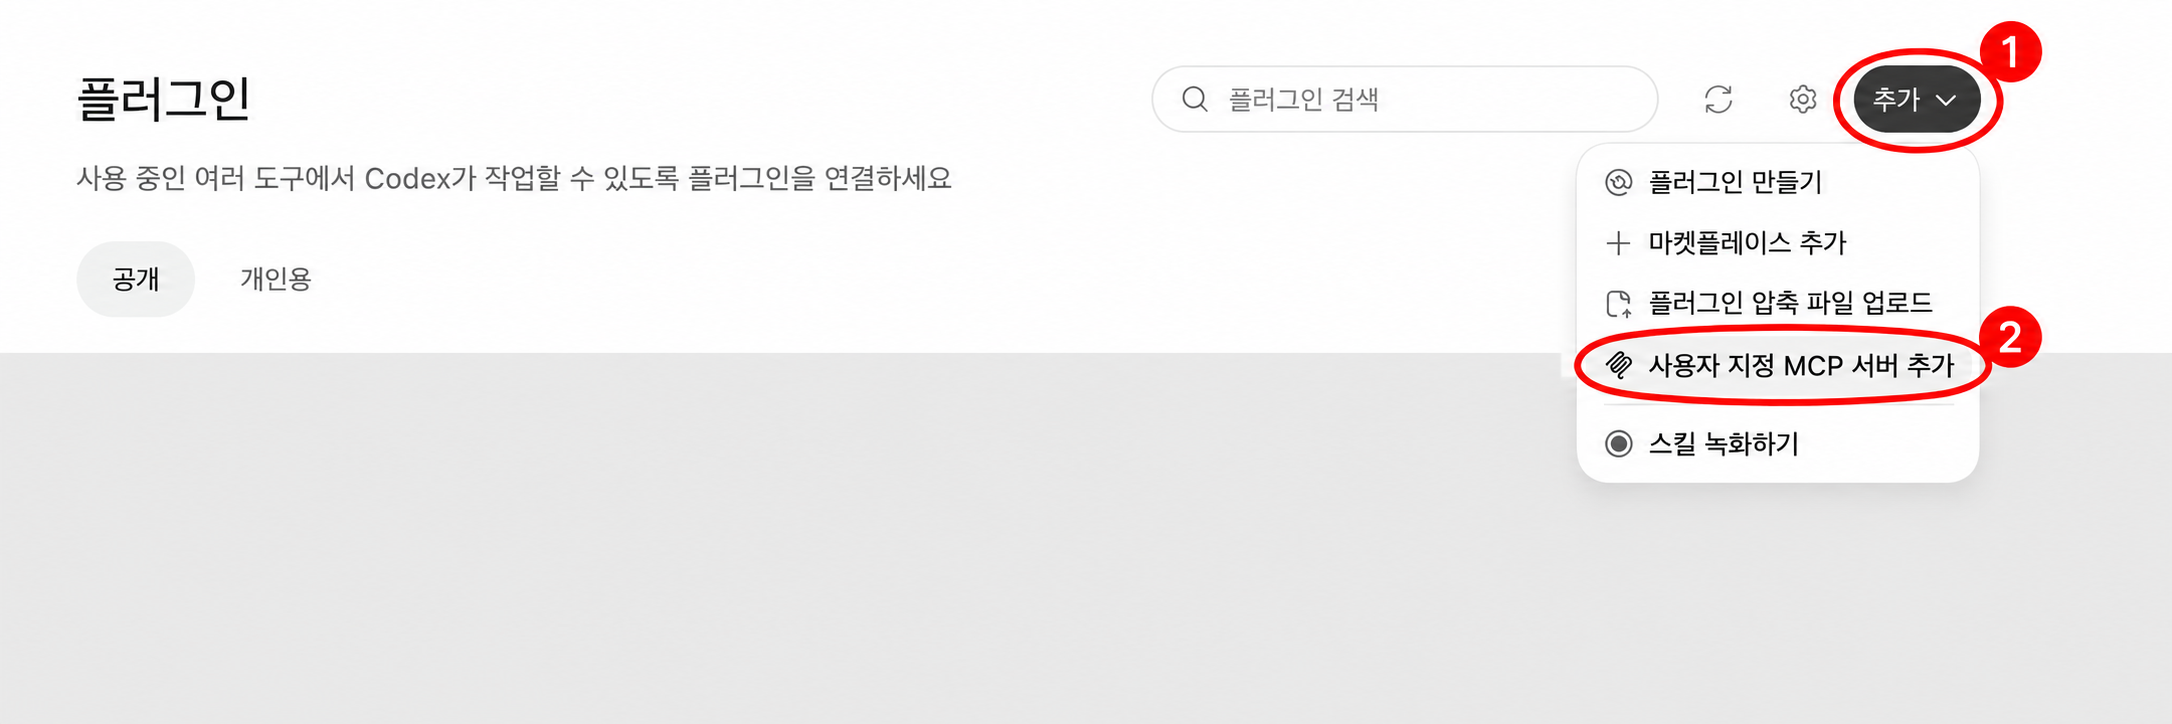 플러그인
플러그인 검색
추가
1
사용 중인 여러 도구에서 Codex가 작업할 수 있도록 플러그인을 연결하세요
공개
개인용
플러그인 만들기
마켓플레이스 추가
플러그인 압축 파일 업로드
사용자 지정 MCP 서버 추가
2
스킬 녹화하기